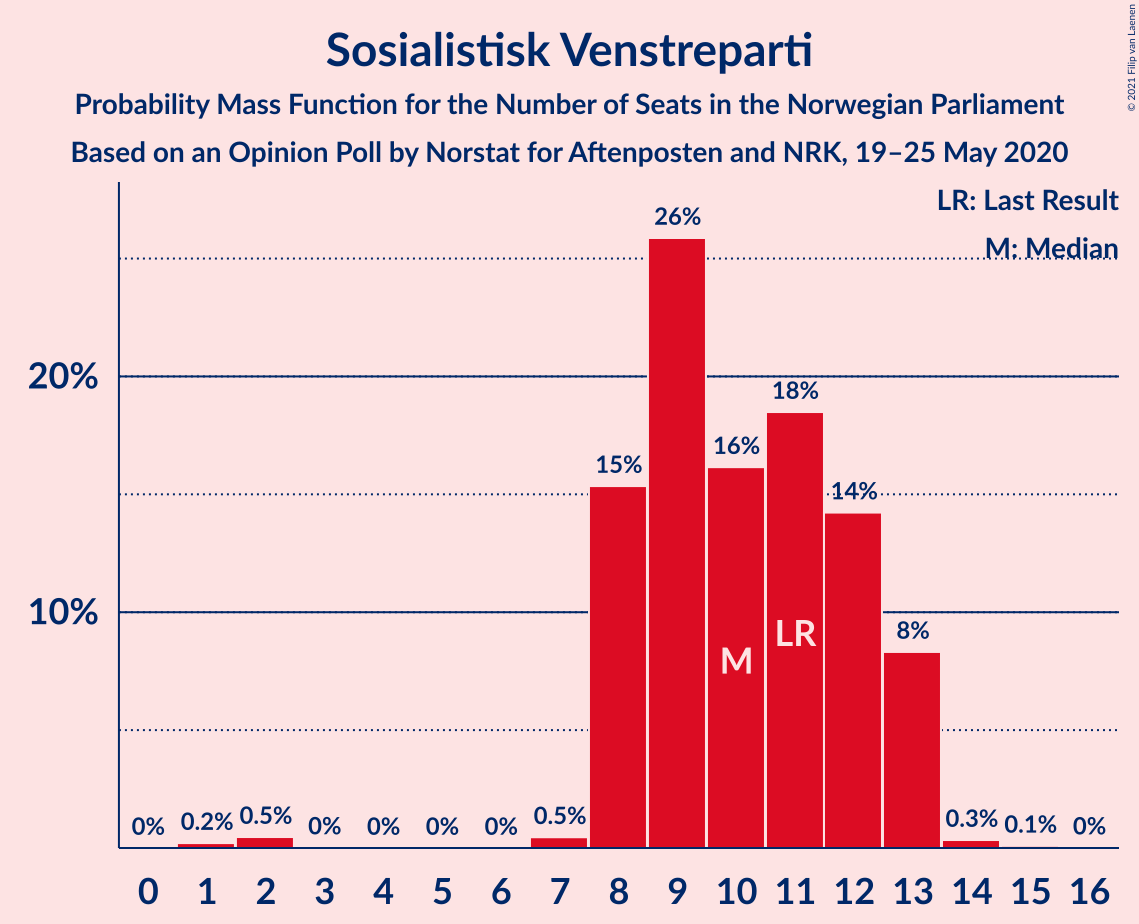 © 2021 Filip van Laenen
Sosialistisk Venstreparti
Probability Mass Function for the Number of Seats in the Norwegian Parliament
Based on an Opinion Poll by Norstat for Aftenposten and NRK, 19–25 May 2020
LR: Last Result
M: Median
26%
20%
18%
16%
15%
14%
10%
8%
LR
M
0% 0.2% 0.5% 0% 0% 0% 0% 0.5% 0.3% 0.1% 0%
0 1 2 3 4 5 6 7 8 9 10 11 12 13 14 15 16